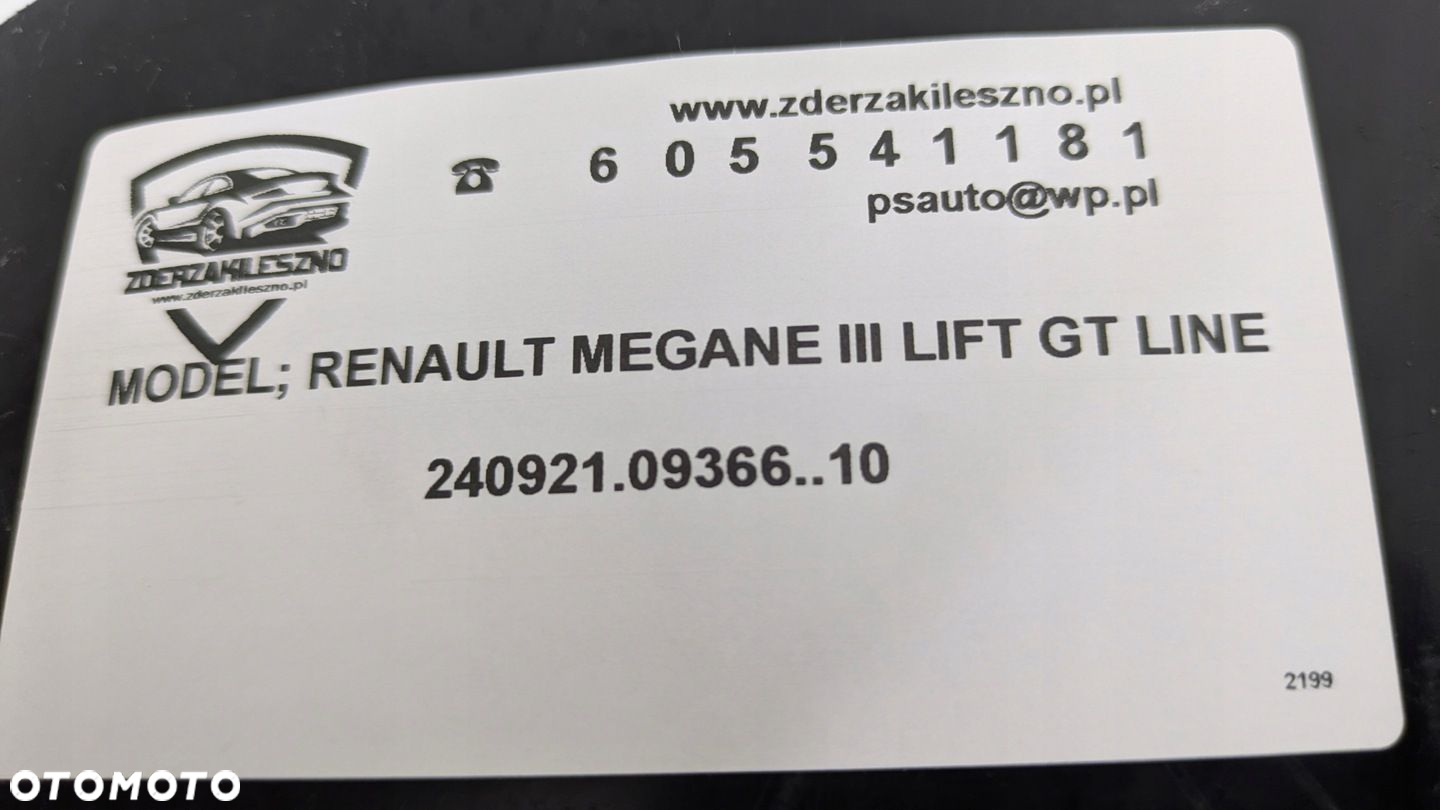 www.zderzakileszno.pl
☎ 6 0 5 5 4 1 1 8 1
psauto@wp.pl
ZDERZAKILESZNO
www.zderzakileszno.pl
MODEL; RENAULT MEGANE III LIFT GT LINE
240921.09366..10
2199
OTOMOTO